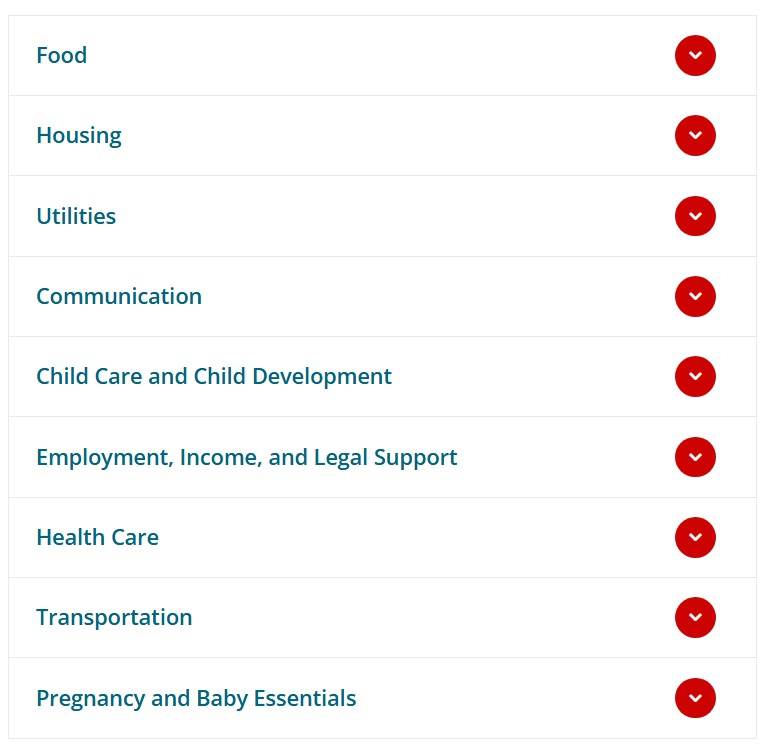 Food
Housing
Utilities
Communication
Child Care and Child Development
Employment, Income, and Legal Support
Health Care
Transportation
Pregnancy and Baby Essentials